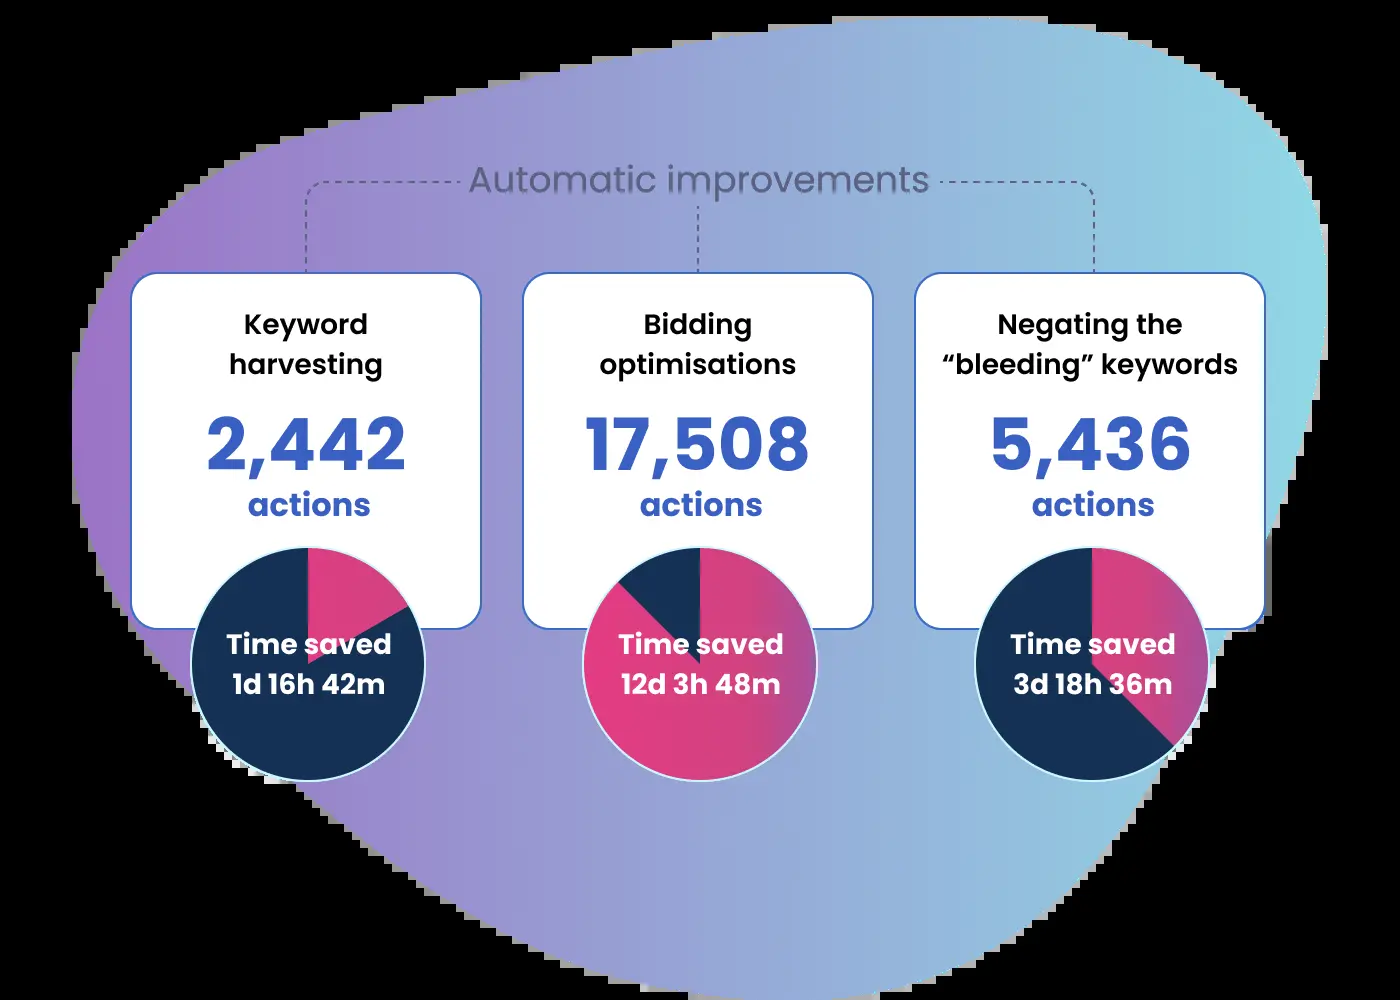 Automatic improvements
Keyword
harvesting
2,442
actions
Time saved
1d 16h 42m
Bidding
optimisations
17,508
actions
Time saved
12d 3h 48m
Negating the
“bleeding” keywords
5,436
actions
Time saved
3d 18h 36m